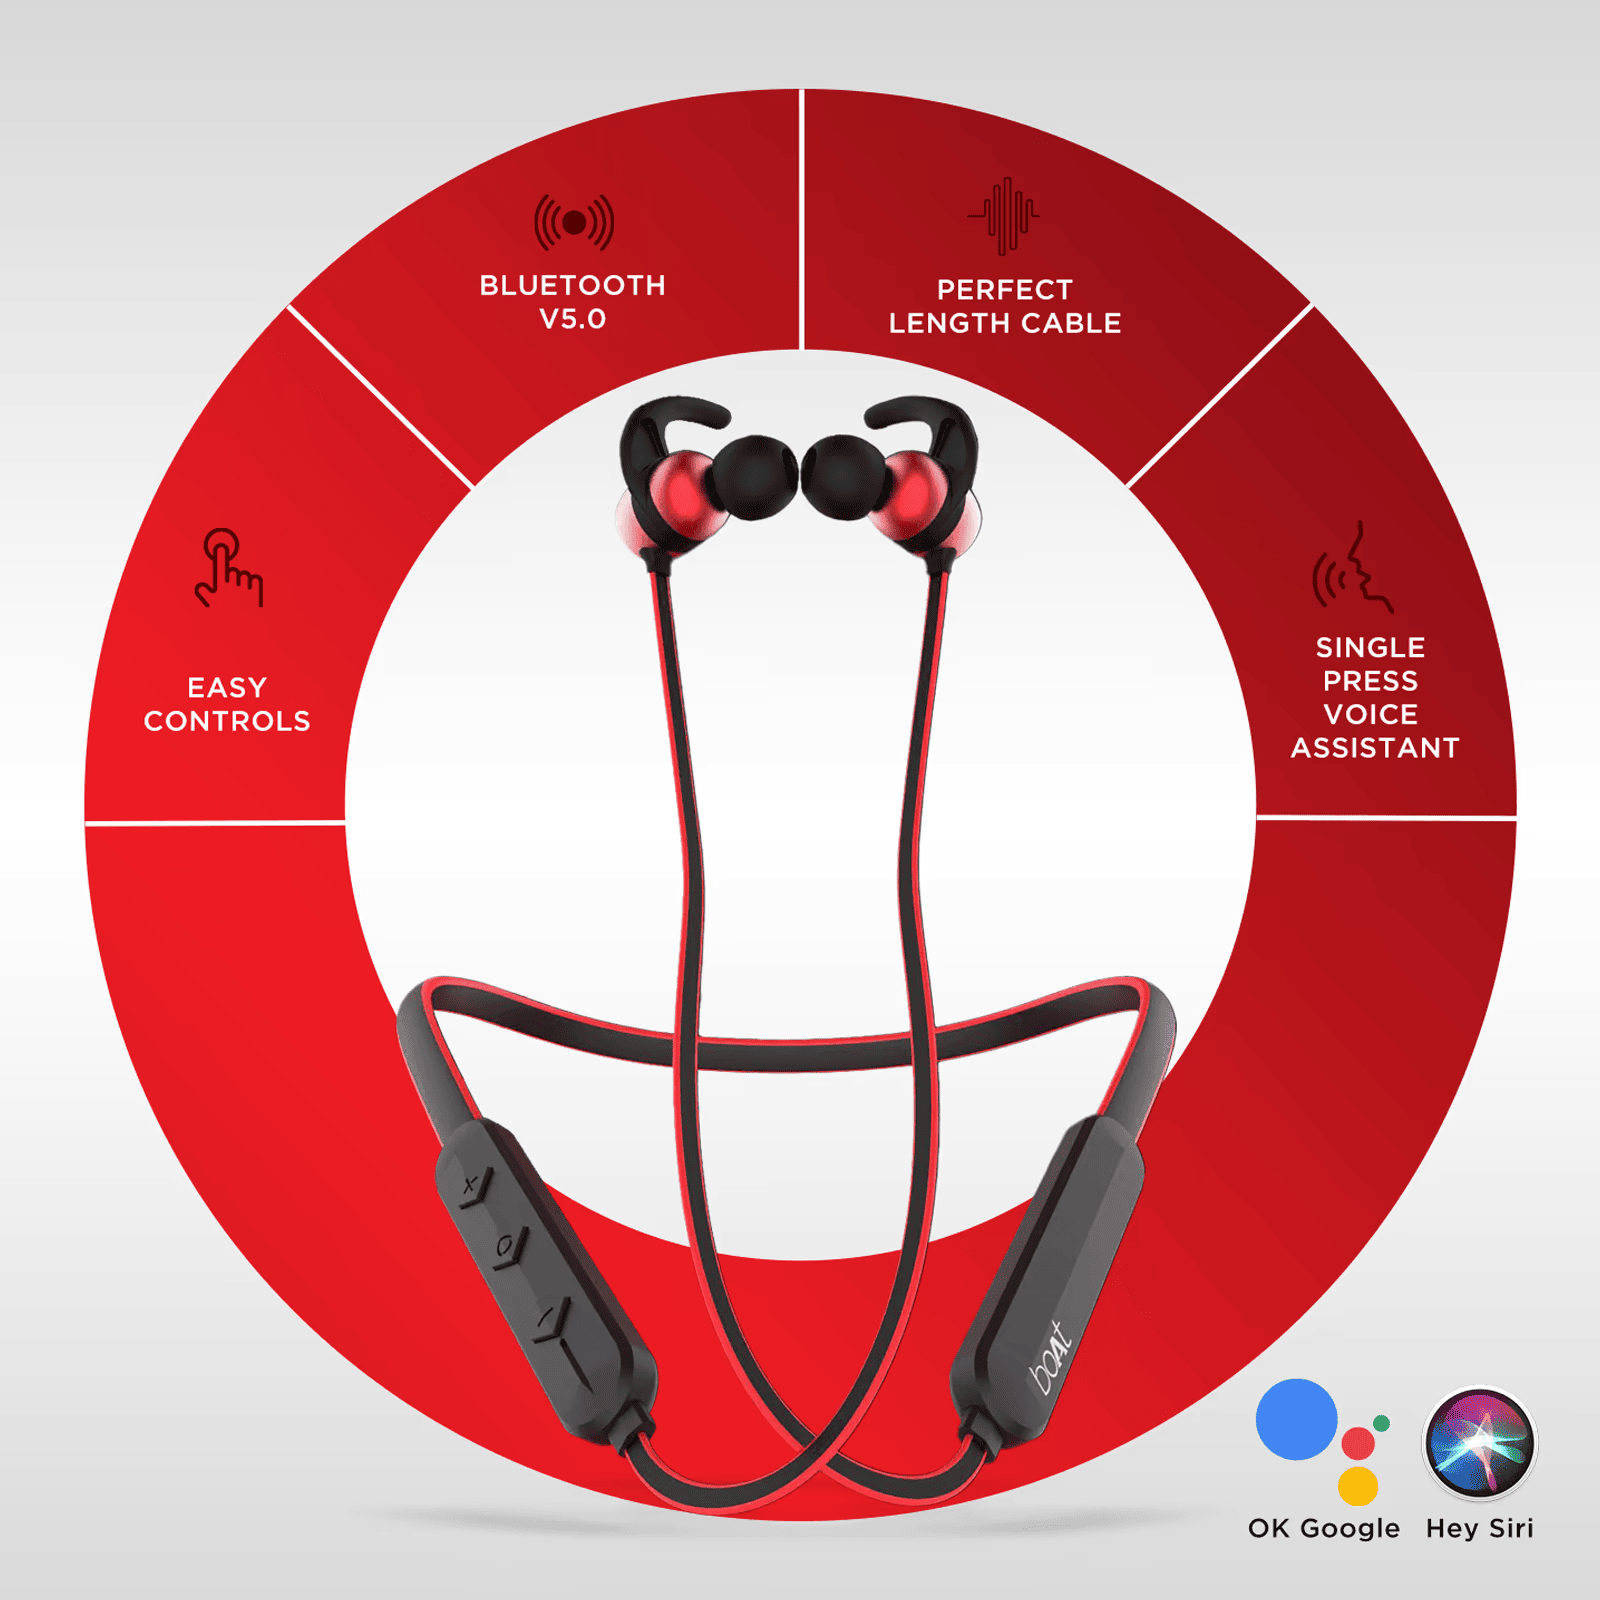 BLUETOOTH
V5.0
PERFECT
LENGTH CABLE
EASY
CONTROLS
SINGLE
PRESS
VOICE
ASSISTANT
boAt
OK Google
Hey Siri